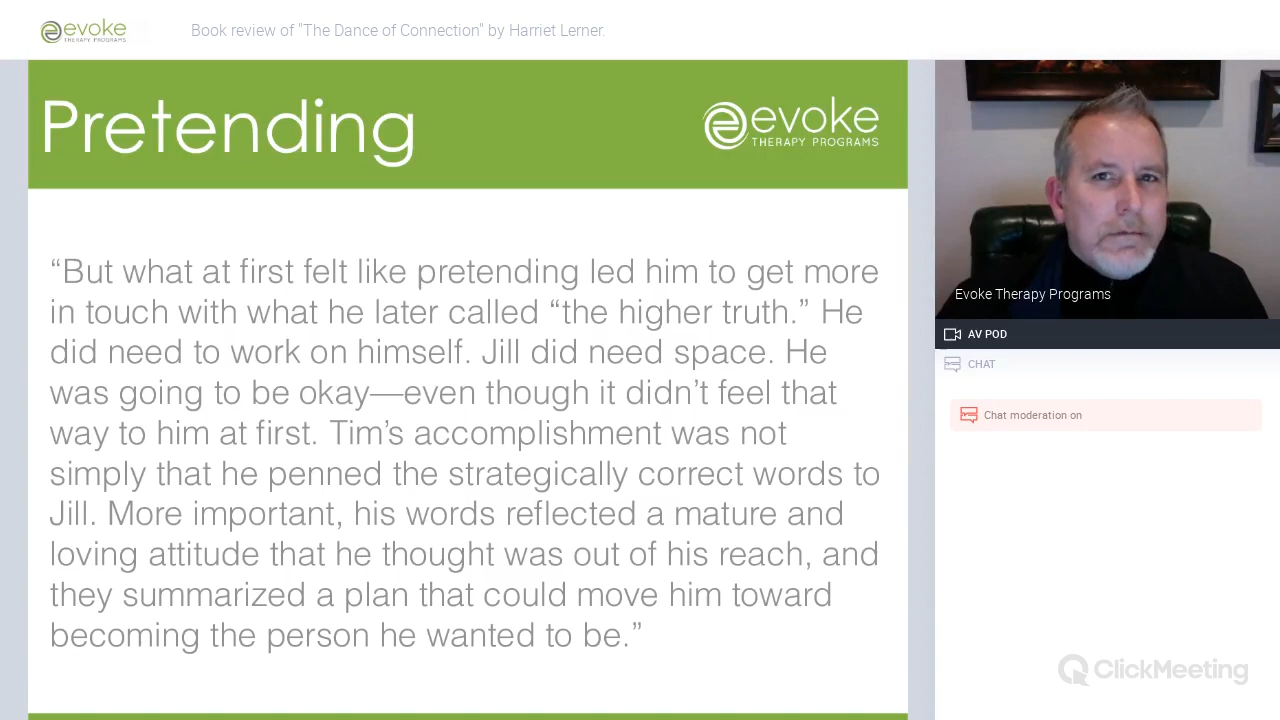 evoke
THERAPY PROGRAMS
Book review of "The Dance of Connection" by Harriet Lerner.
Pretending
evoke
THERAPY PROGRAMS
“But what at first felt like pretending led him to get more
in touch with what he later called “the higher truth.” He
did need to work on himself. Jill did need space. He
was going to be okay—even though it didn’t feel that
way to him at first. Tim’s accomplishment was not
simply that he penned the strategically correct words to
Jill. More important, his words reflected a mature and
loving attitude that he thought was out of his reach, and
they summarized a plan that could move him toward
becoming the person he wanted to be.”
Evoke Therapy Programs
AV POD
CHAT
Chat moderation on
ClickMeeting